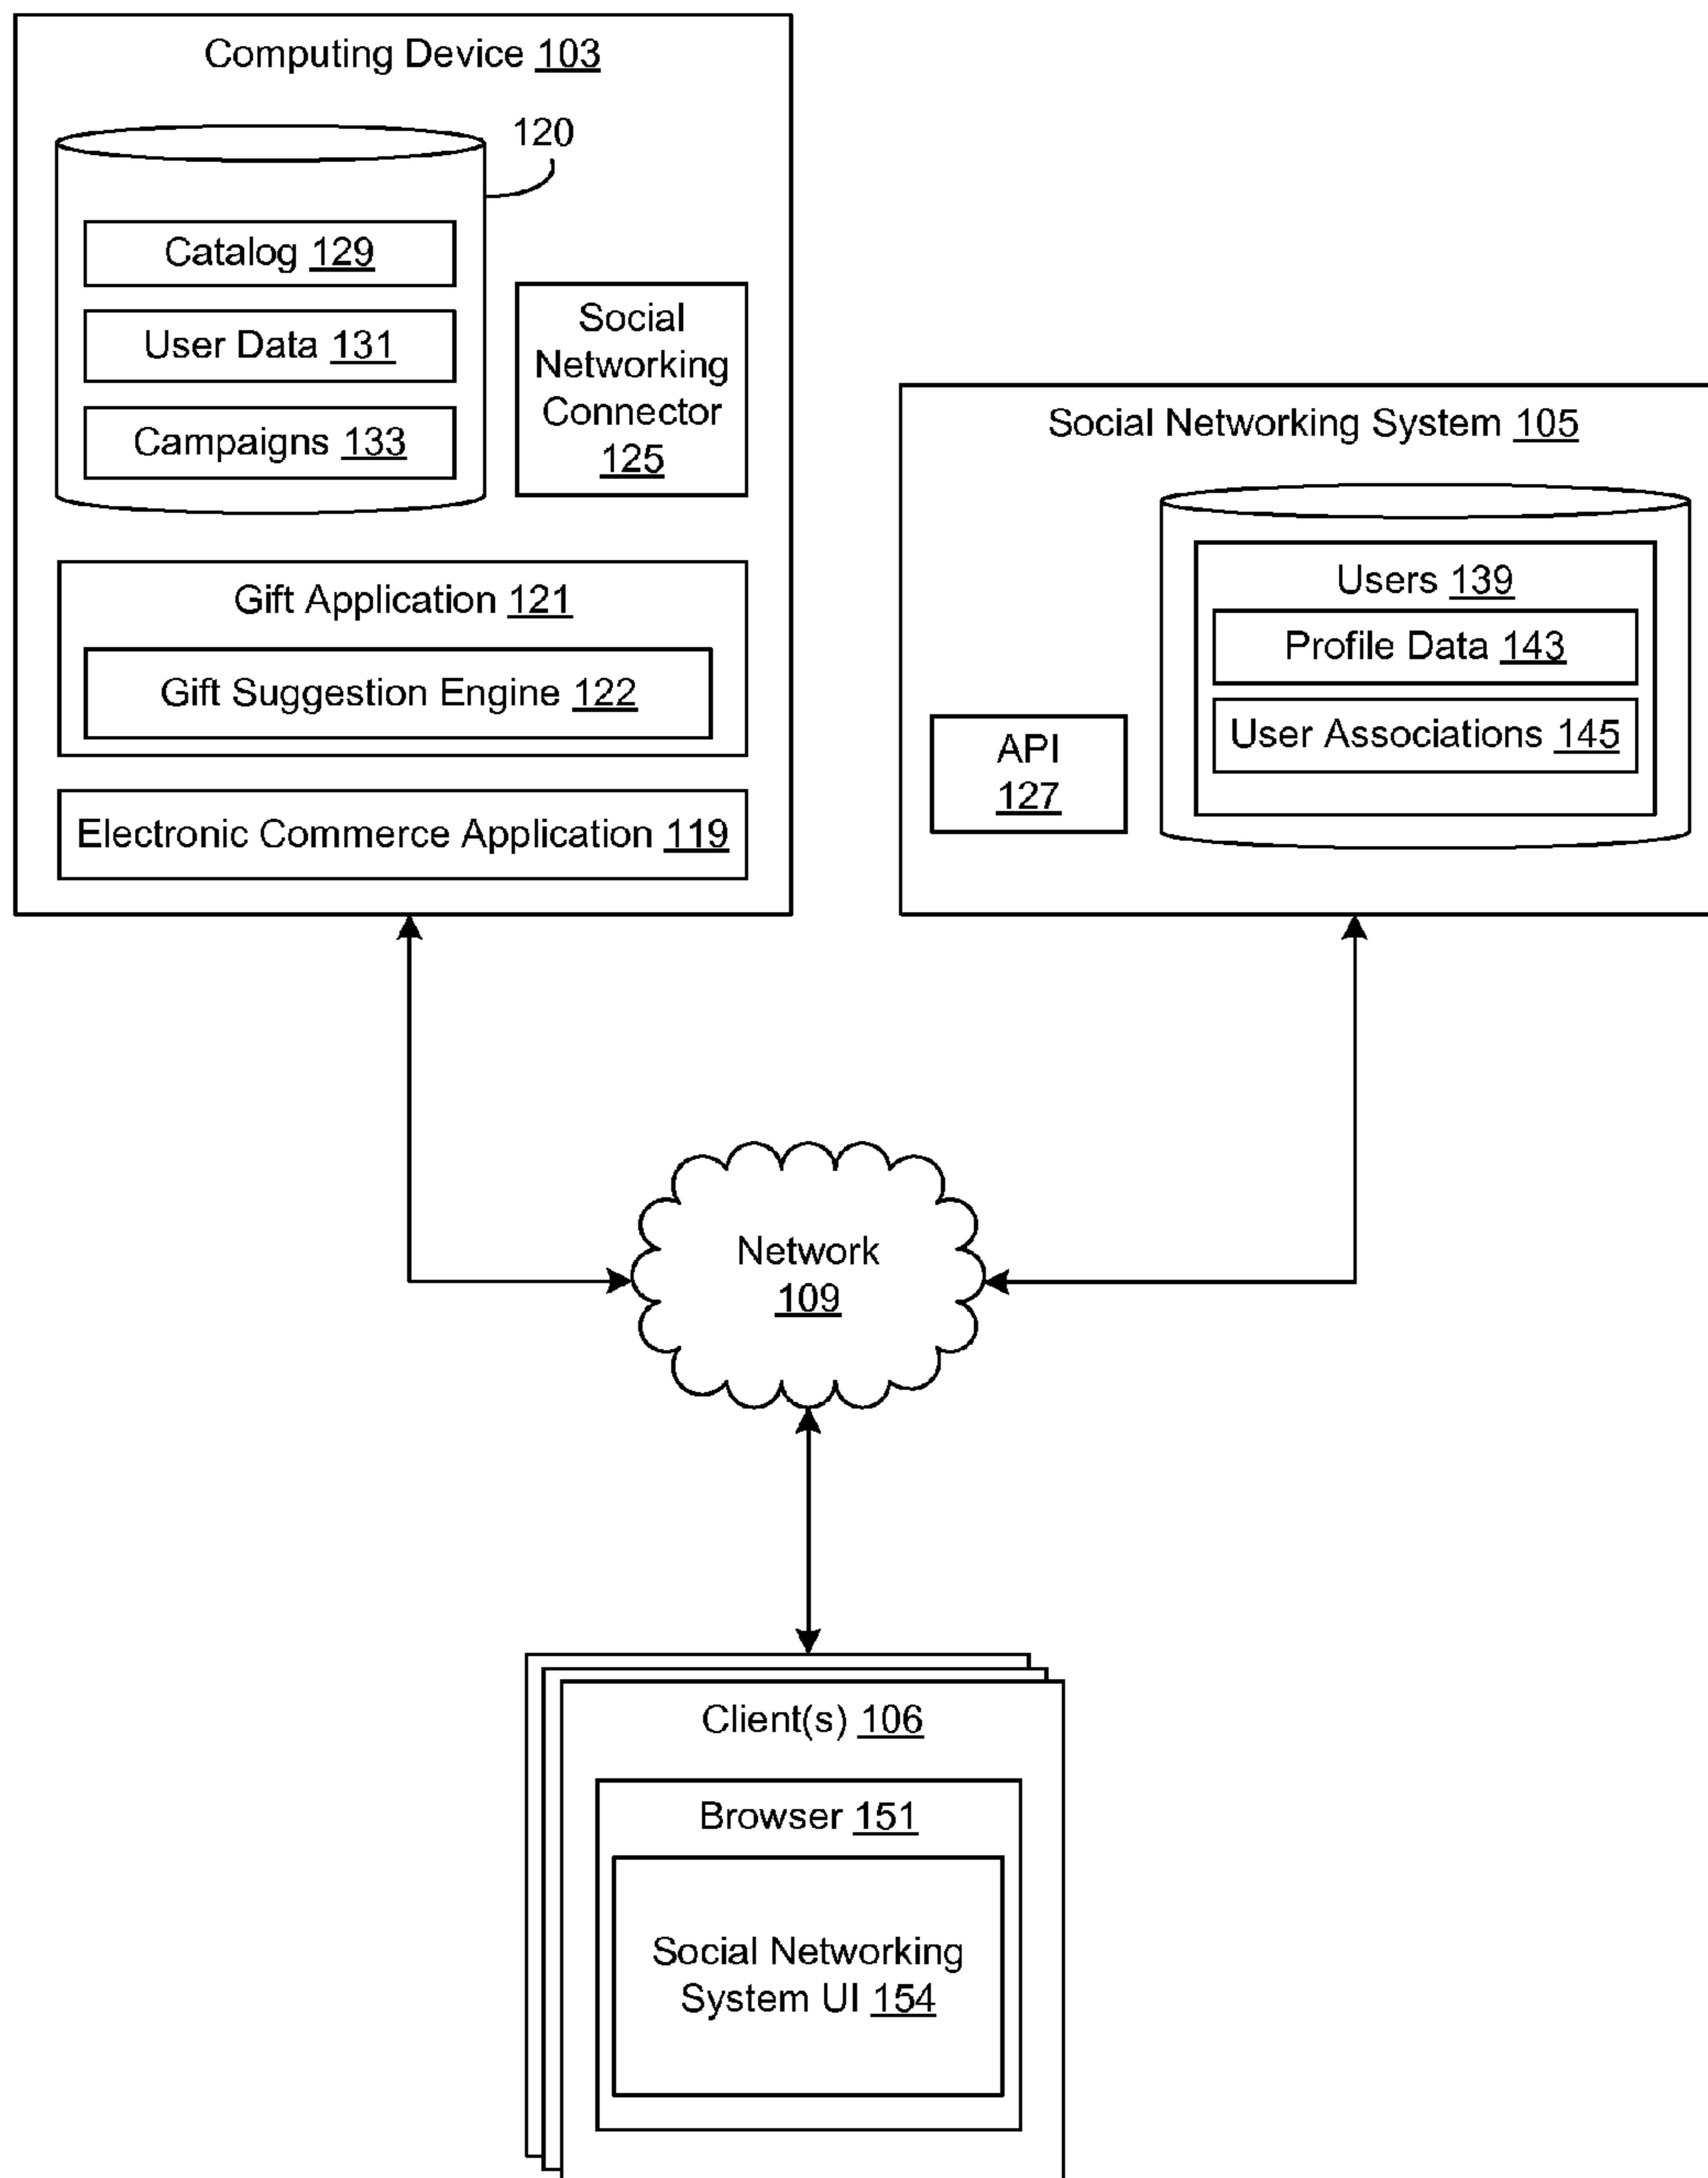 Computing Device 103
120
Catalog 129
User Data 131
Campaigns 133
Social
Networking
Connector
125
Gift Application 121
Gift Suggestion Engine 122
Electronic Commerce Application 119
Social Networking System 105
Users 139
Profile Data 143
User Associations 145
API
127
Network
109
Client(s) 106
Browser 151
Social Networking
System UI 154